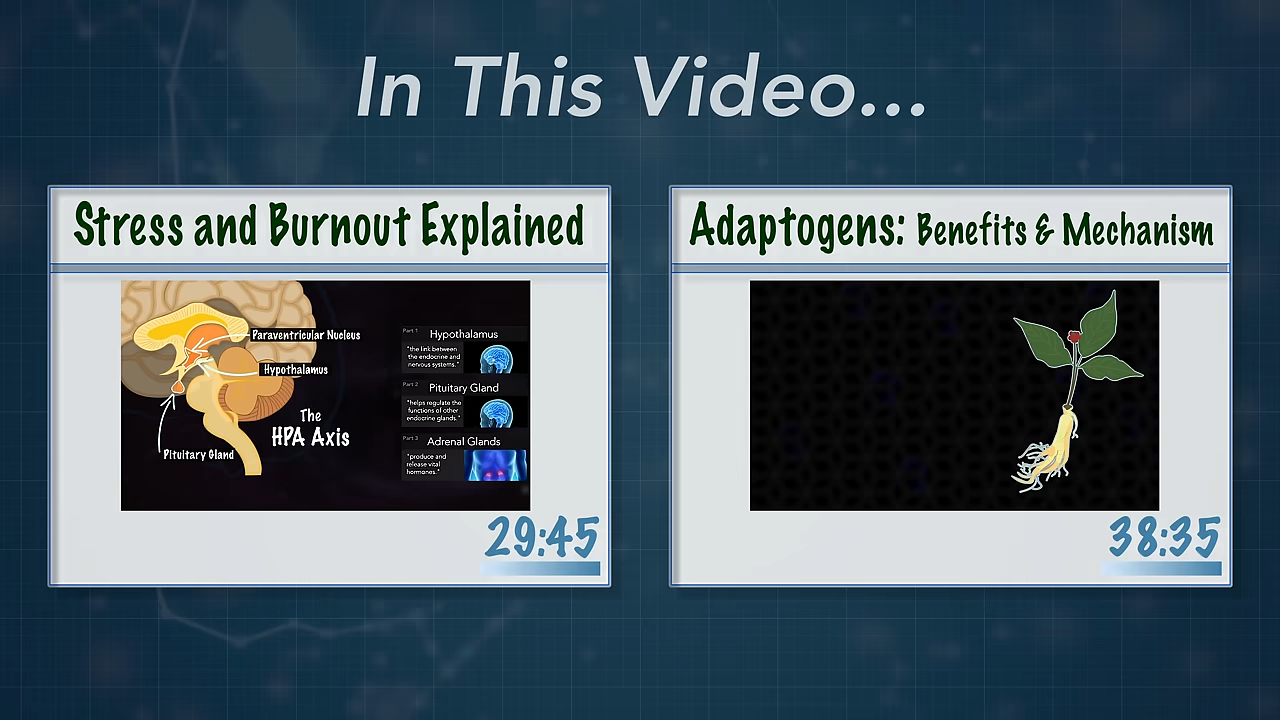 In This Video...
Stress and Burnout Explained
Paraventricular Nucleus
Hypothalamus
The
HPA Axis
Pituitary Gland
Part 1
Hypothalamus
"the link between
the endocrine and
nervous systems."
Part 2
Pituitary Gland
"helps regulate the
functions of other
endocrine glands."
Part 3
Adrenal Glands
"produce and
release vital
hormones."
29:45
Adaptogens: Benefits & Mechanism
38:35